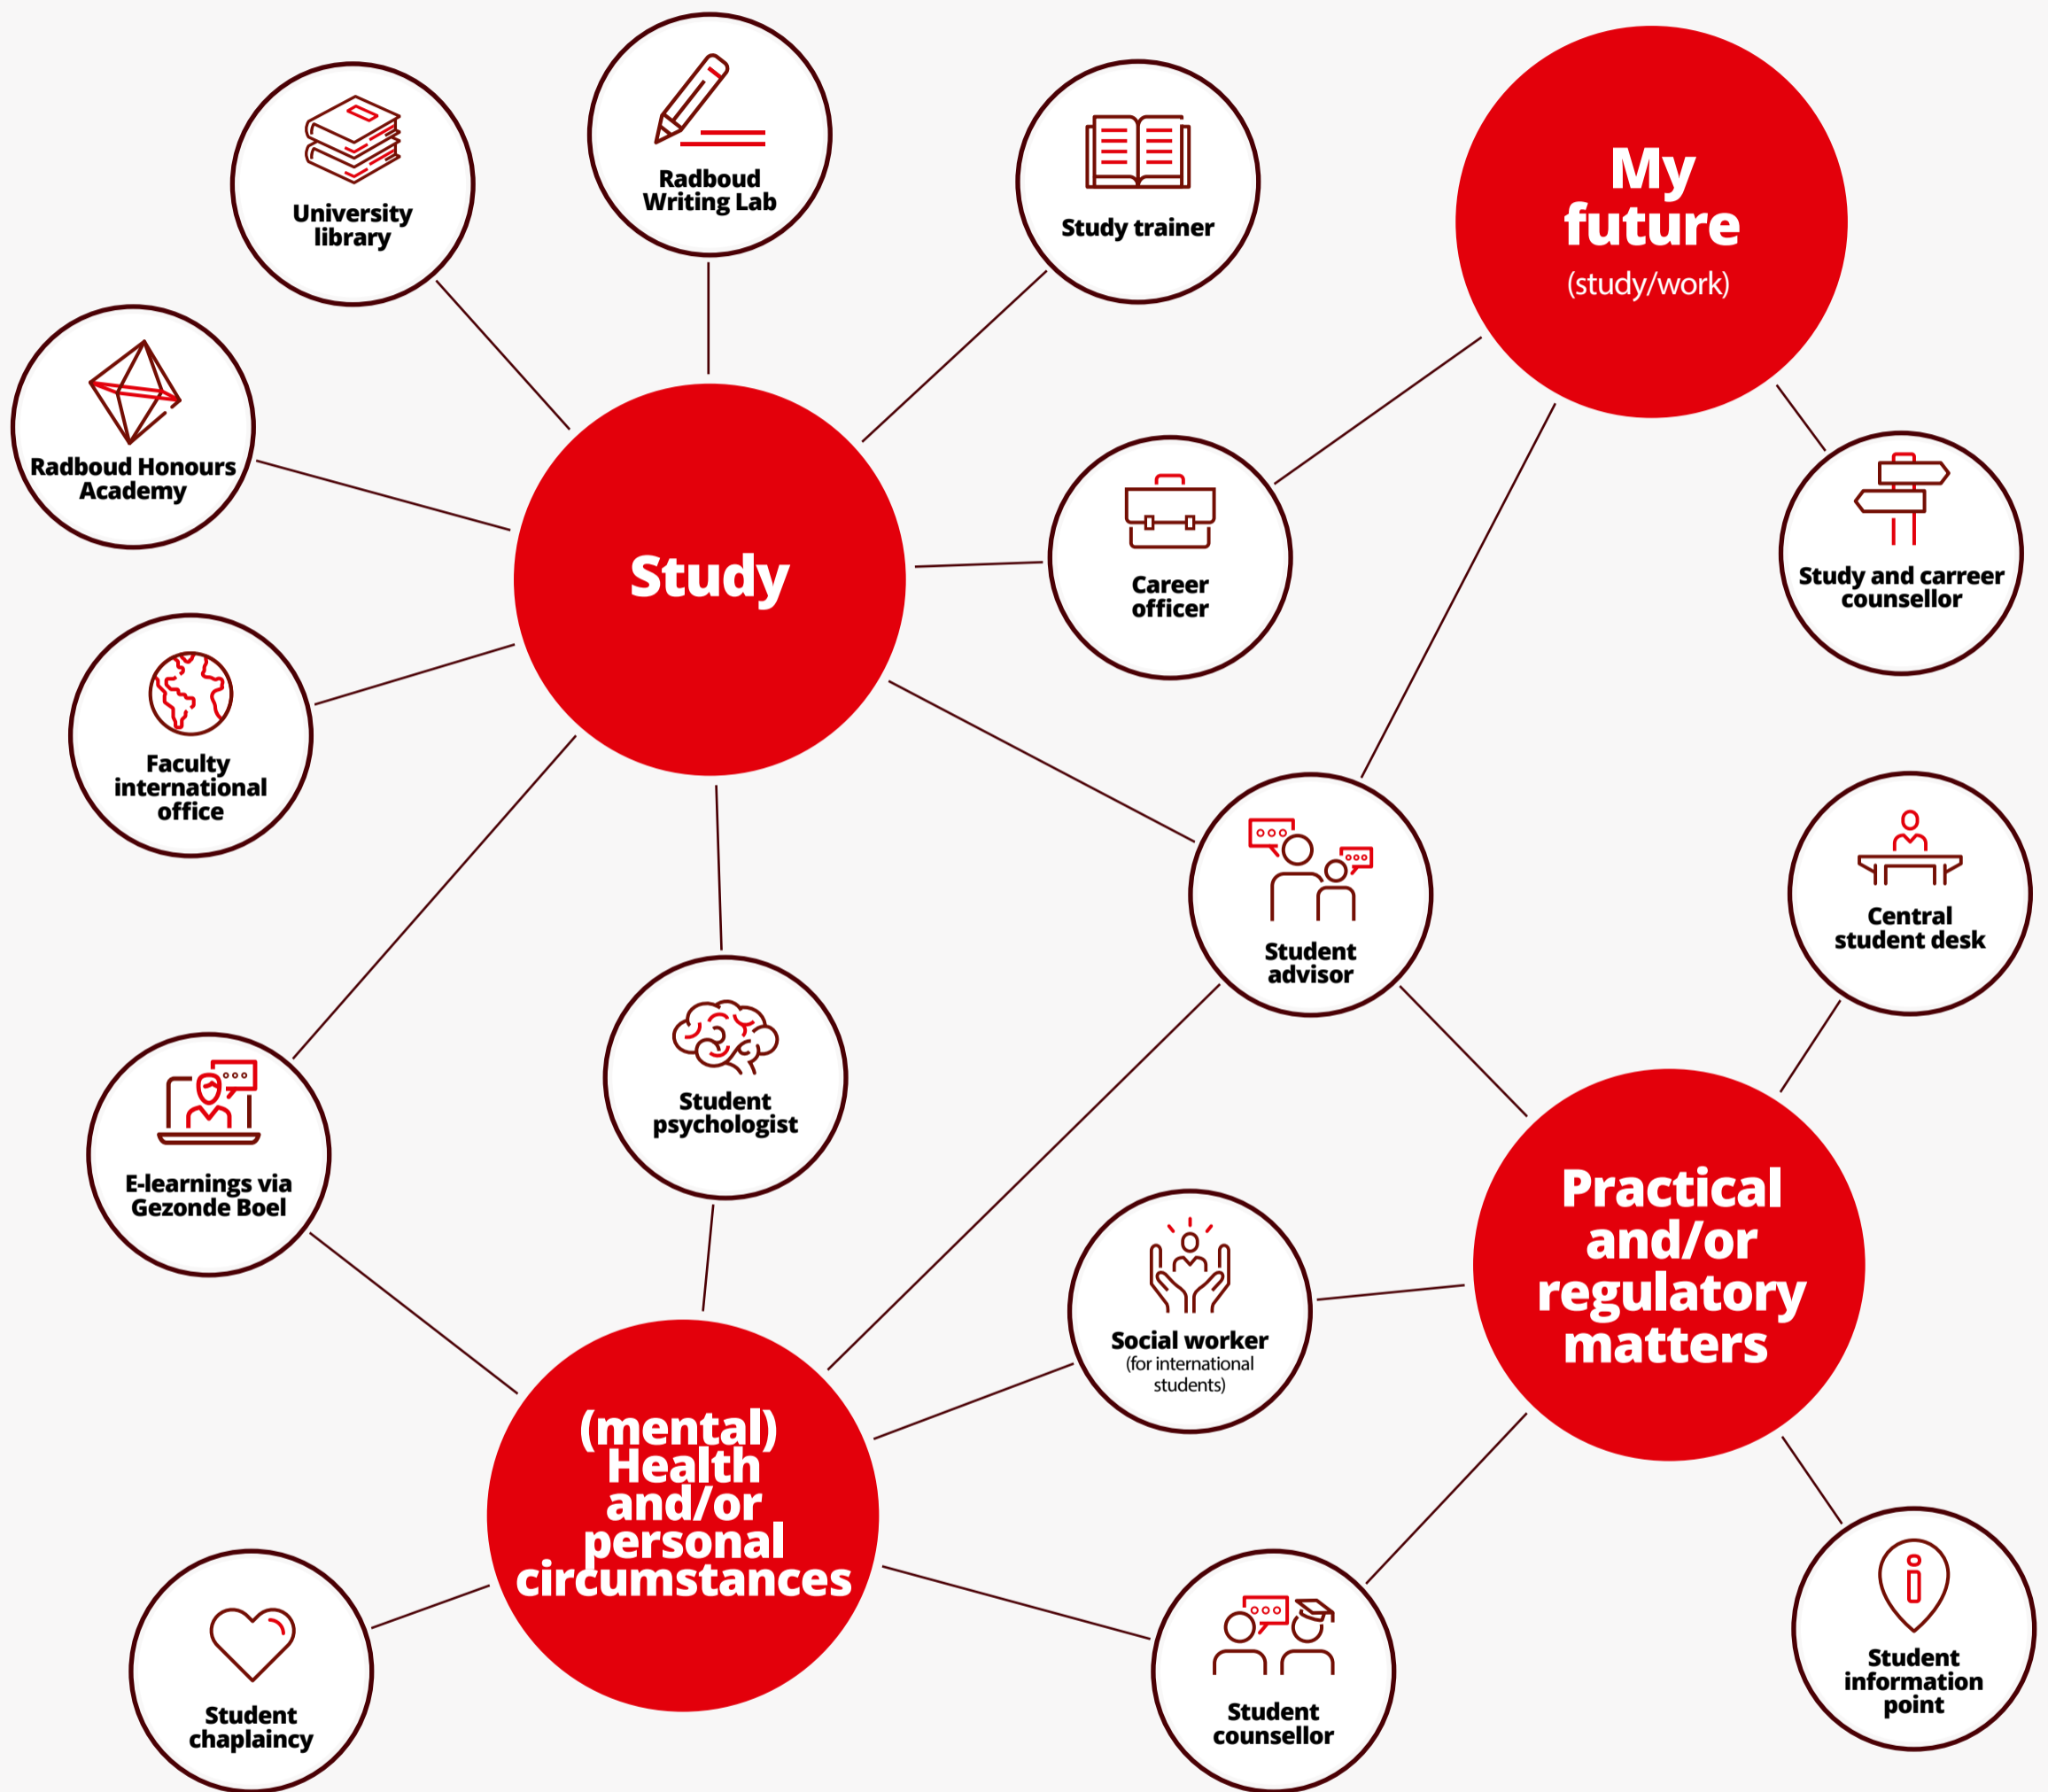 University
library
Radboud
Writing Lab
Study trainer
My
future
(study/work)
Radboud Honours
Academy
Study
Career
officer
Study and carreer
counsellor
Faculty
international
office
Student
advisor
Central
student desk
Student
psychologist
E-learnings via
Gezonde Boel
Social worker
(for international
students)
Practical
and/or
regulatory
matters
(mental)
Health
and/or
personal
circumstances
Student
chaplaincy
Student
counsellor
Student
information
point